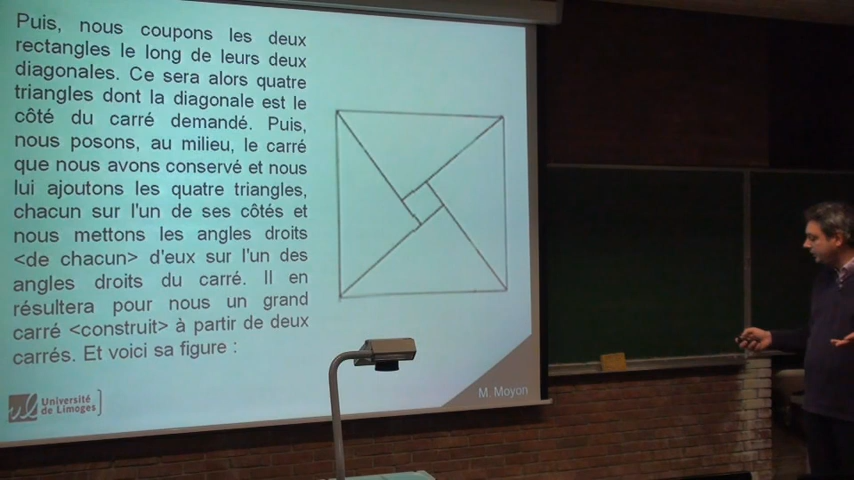 Puis, nous coupons les deux
rectangles le long de leurs deux
diagonales. Ce sera alors quatre
triangles dont la diagonale est le
côté du carré demandé. Puis,
nous posons, au milieu, le carré
que nous avons conservé et nous
lui ajoutons les quatre triangles,
chacun sur l'un de ses côtés et
nous mettons les angles droits
<de chacun> d'eux sur l'un des
angles droits du carré. Il en
résultera pour nous un grand
carré <construit> à partir de deux
carrés. Et voici sa figure :
ul Université
de Limoges
M. Moyon